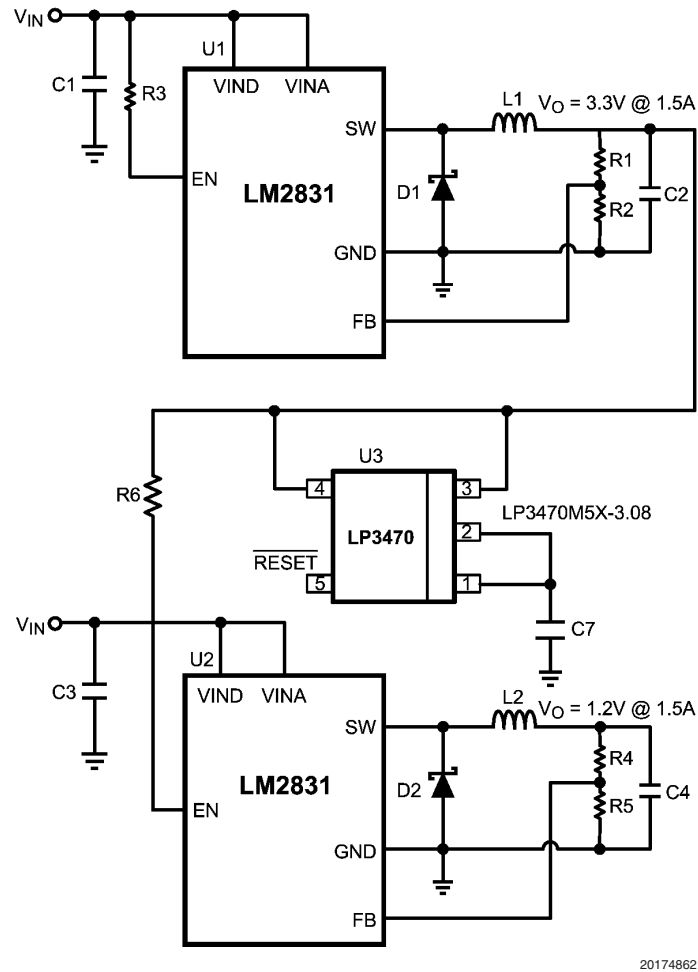 VIN
C1
R3
U1
VIND VINA
EN
LM2831
SW
GND
FB
L1
VO = 3.3V @ 1.5A
D1
R1
R2
C2
R6
U3
4
3
LP3470M5X-3.08
LP3470
2
RESET
5
1
C7
VIN
C3
U2
VIND VINA
EN
LM2831
SW
GND
FB
L2
VO = 1.2V @ 1.5A
D2
R4
R5
C4
20174862